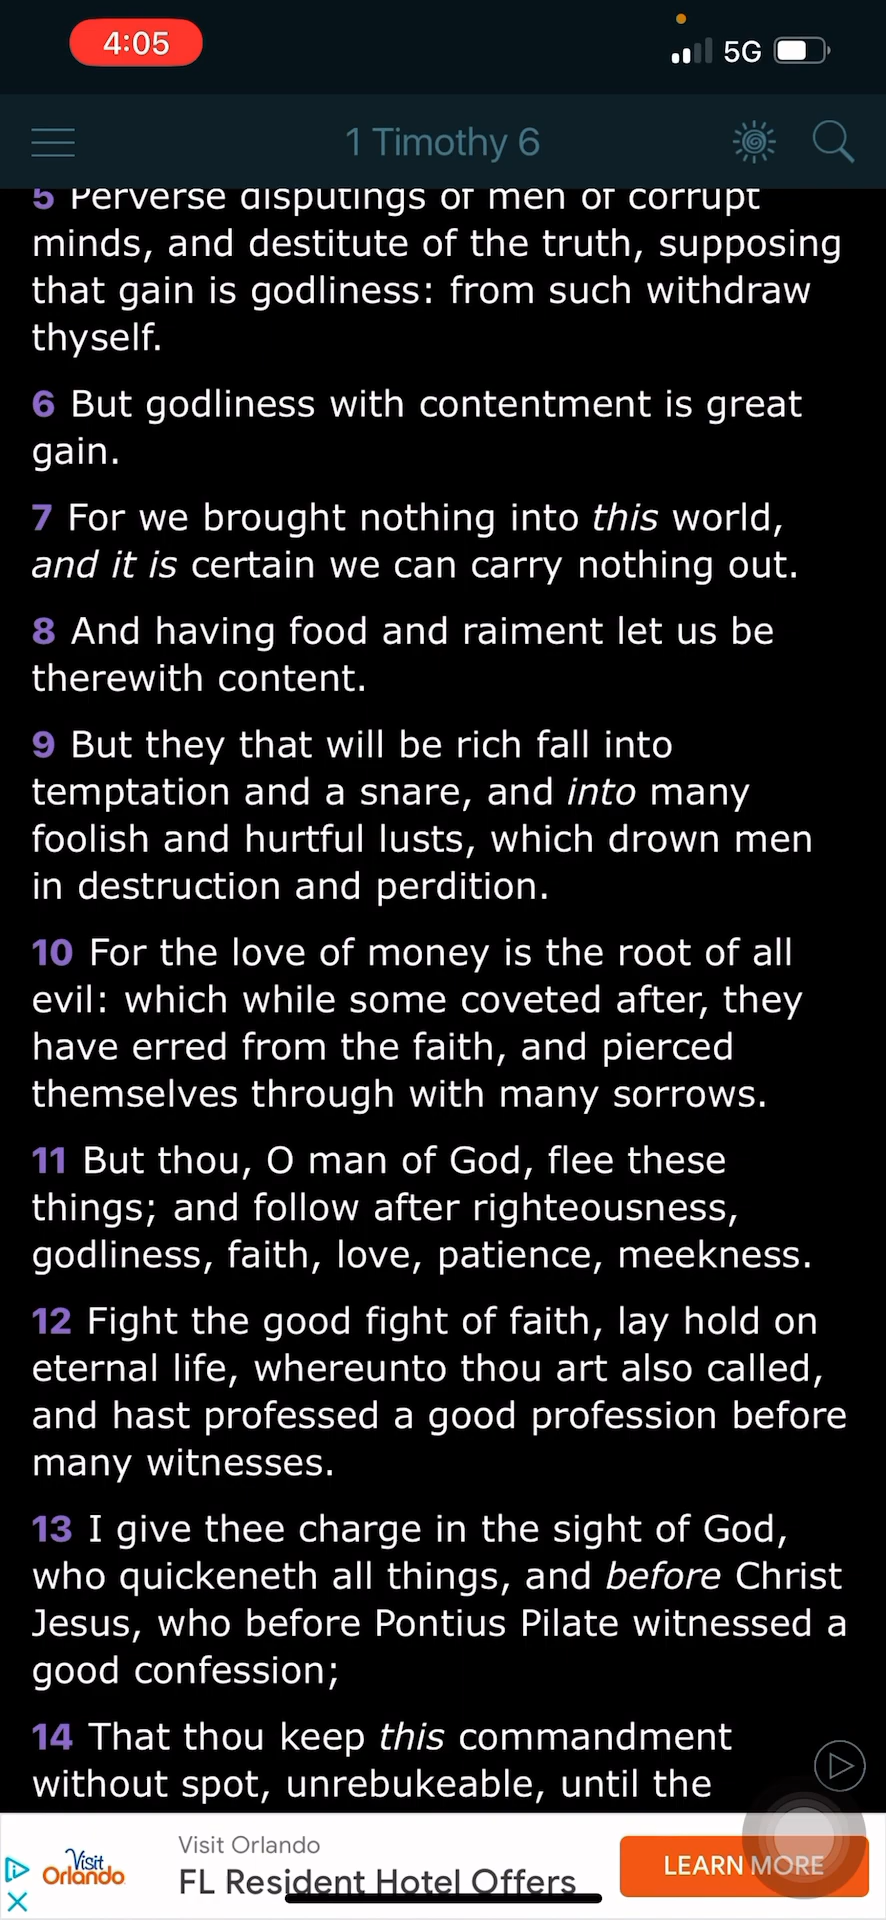 4:05
5G
1 Timothy 6
5 Perverse disputings of men of corrupt
minds, and destitute of the truth, supposing
that gain is godliness: from such withdraw
thyself.
6 But godliness with contentment is great
gain.
7 For we brought nothing into this world,
and it is certain we can carry nothing out.
8 And having food and raiment let us be
therewith content.
9 But they that will be rich fall into
temptation and a snare, and into many
foolish and hurtful lusts, which drown men
in destruction and perdition.
10 For the love of money is the root of all
evil: which while some coveted after, they
have erred from the faith, and pierced
themselves through with many sorrows.
11 But thou, O man of God, flee these
things; and follow after righteousness,
godliness, faith, love, patience, meekness.
12 Fight the good fight of faith, lay hold on
eternal life, whereunto thou art also called,
and hast professed a good profession before
many witnesses.
13 I give thee charge in the sight of God,
who quickeneth all things, and before Christ
Jesus, who before Pontius Pilate witnessed a
good confession;
14 That thou keep this commandment
without spot, unrebukeable, until the
Visit
Orlando
Visit Orlando
FL Resident Hotel Offers
LEARN MORE